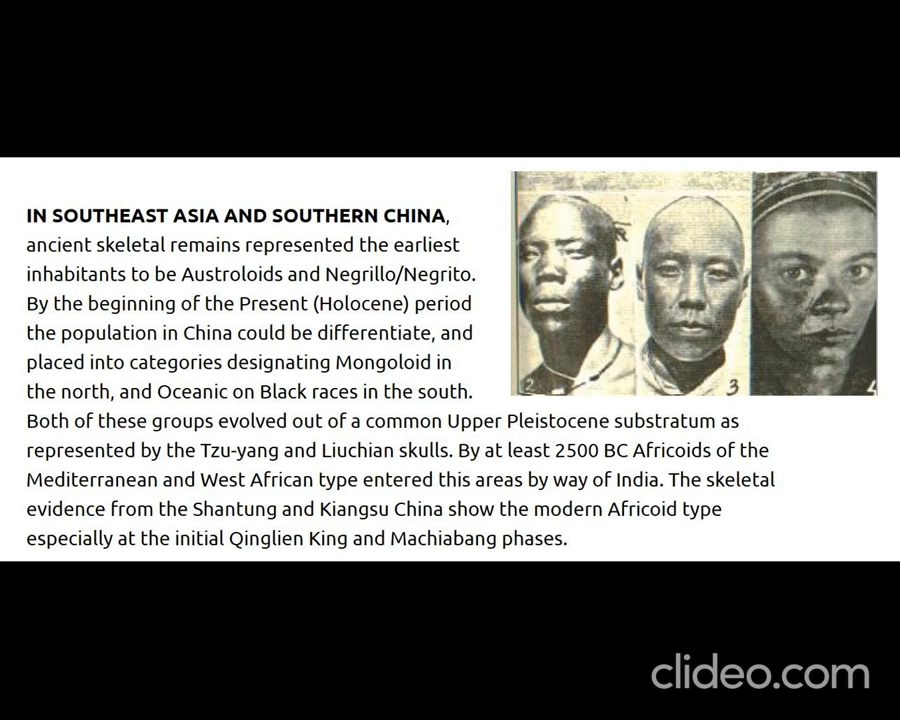 IN SOUTHEAST ASIA AND SOUTHERN CHINA,
ancient skeletal remains represented the earliest
inhabitants to be Austroloids and Negrillo/Negrito.
By the beginning of the Present (Holocene) period
the population in China could be differentiate, and
placed into categories designating Mongoloid in
the north, and Oceanic on Black races in the south.
Both of these groups evolved out of a common Upper Pleistocene substratum as
represented by the Tzu-yang and Liuchian skulls. By at least 2500 BC Africoids of the
Mediterranean and West African type entered this areas by way of India. The skeletal
evidence from the Shantung and Kiangsu China show the modern Africoid type
especially at the initial Qinglien King and Machiabang phases.
2 3 4
clideo.com